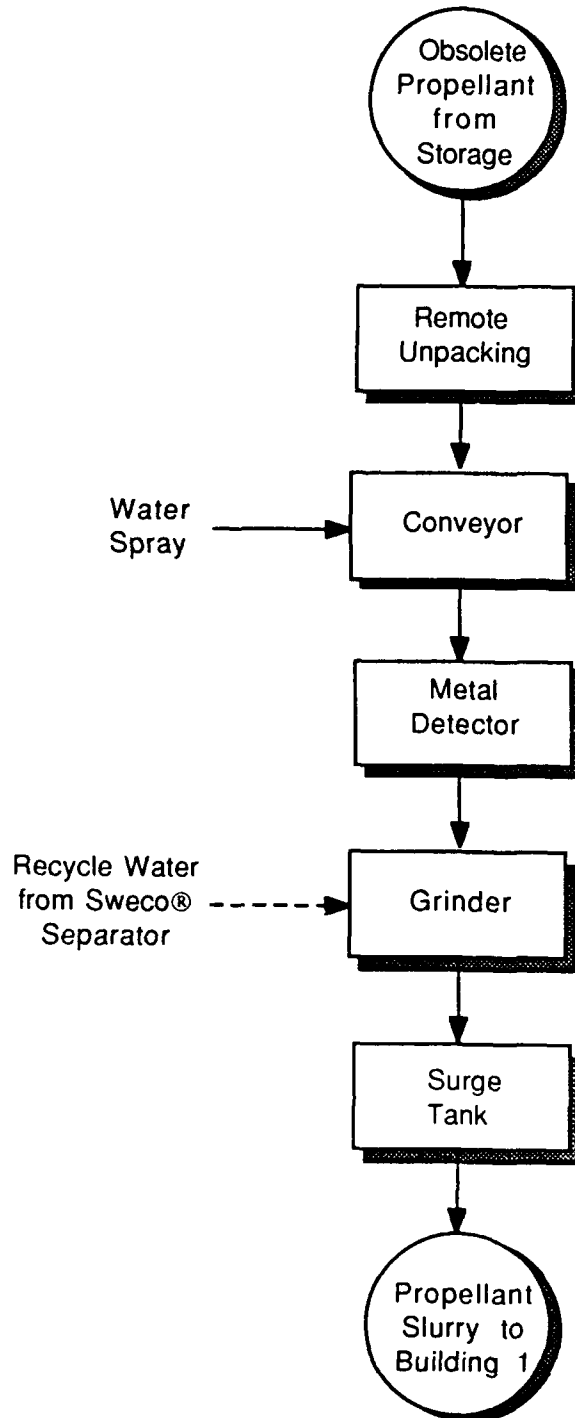 Obsolete
Propellant
from
Storage
Remote
Unpacking
Water
Spray
Conveyor
Metal
Detector
Recycle Water
from Sweco®
Separator
Grinder
Surge
Tank
Propellant
Slurry to
Building 1